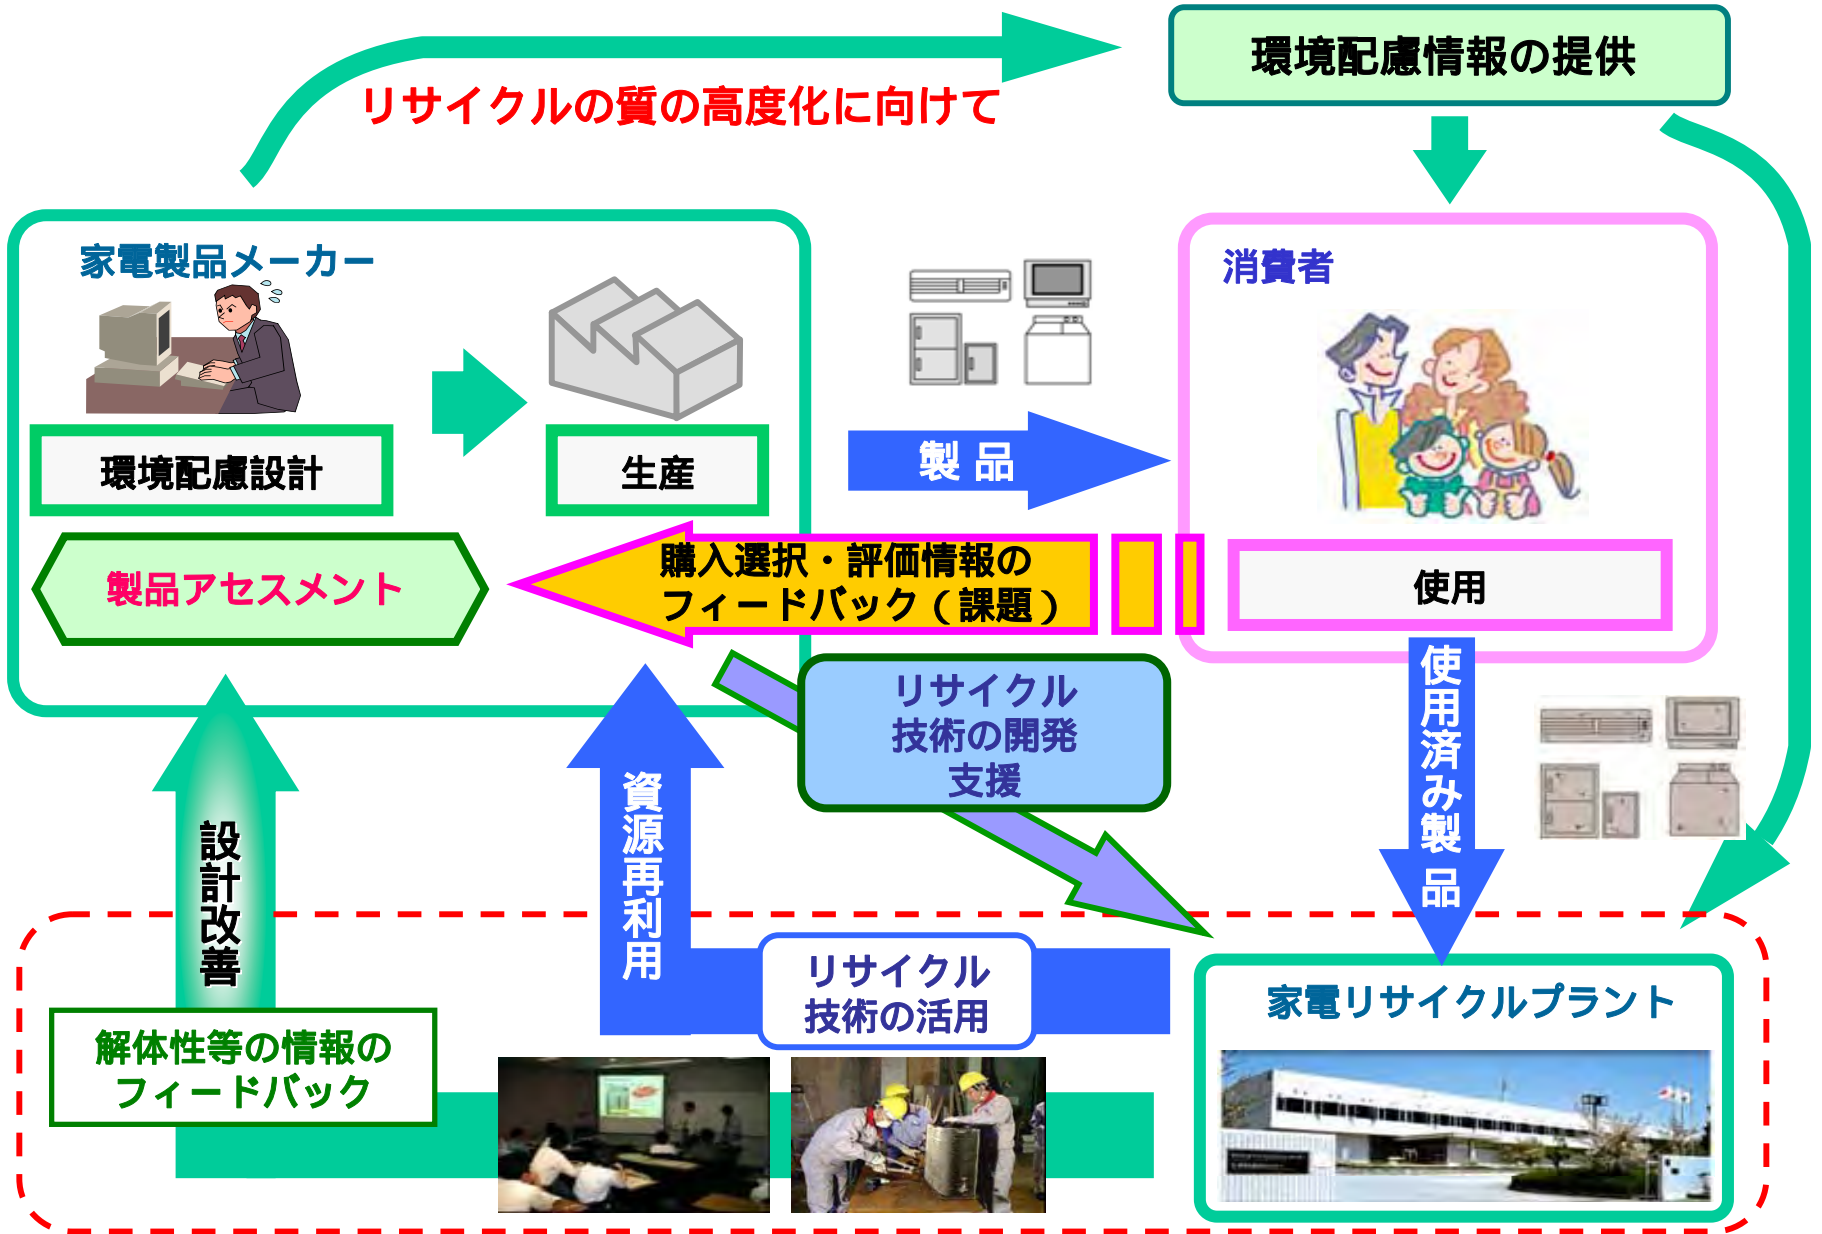 環境配慮情報の提供
リサイクルの質の高度化に向けて
家電製品メーカー
消費者
環境配慮設計
生産
製 品
製品アセスメント
購入選択・評価情報の
フィードバック(課題)
使用
使用済み製品
リサイクル
技術の開発
支援
資源再利用
設計改善
リサイクル
技術の活用
家電リサイクルプラント
解体性等の情報の
フィードバック